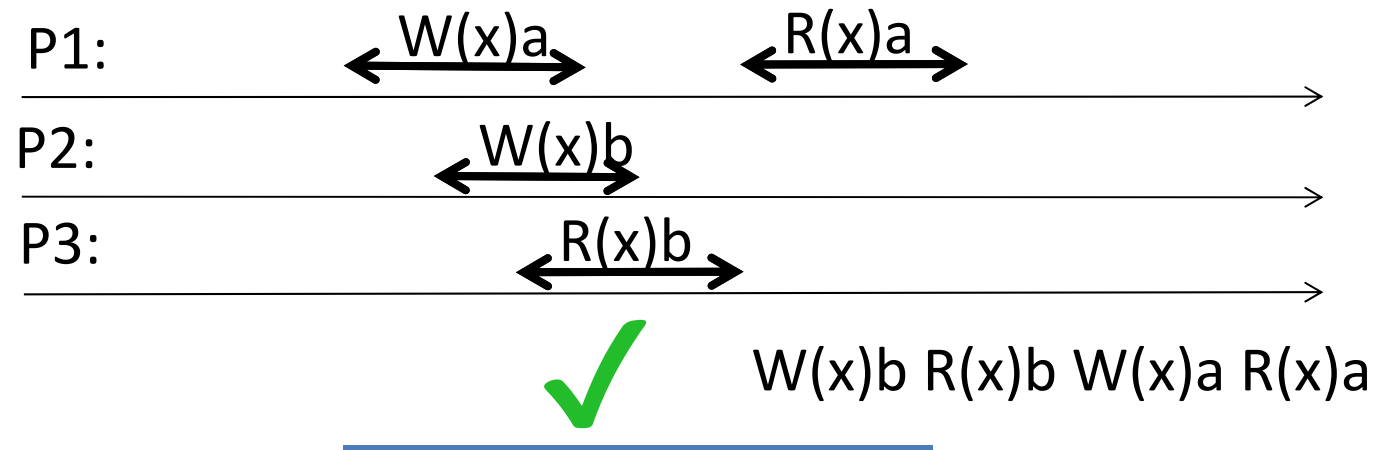 P1: W(x)a R(x)a
P2: W(x)b
P3: R(x)b
W(x)b R(x)b W(x)a R(x)a